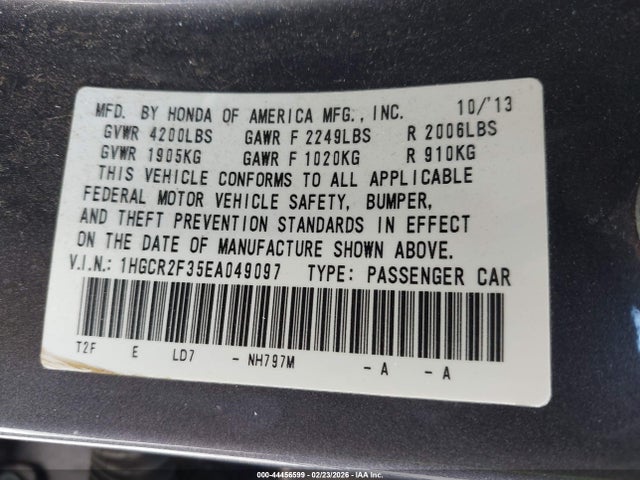 MFD. BY HONDA OF AMERICA MFG., INC. 10/'13
GVWR 4200LBS GAWR F 2249LBS R 2006LBS
GVWR 1905KG GAWR F 1020KG R 910KG
THIS VEHICLE CONFORMS TO ALL APPLICABLE
FEDERAL MOTOR VEHICLE SAFETY, BUMPER,
AND THEFT PREVENTION STANDARDS IN EFFECT
ON THE DATE OF MANUFACTURE SHOWN ABOVE.
V.I.N.: 1HGCR2F35EA049097 TYPE: PASSENGER CAR
T2F E LD7 - NH797M - A - A
000-44456599 - 02/23/2026 - IAA Inc.